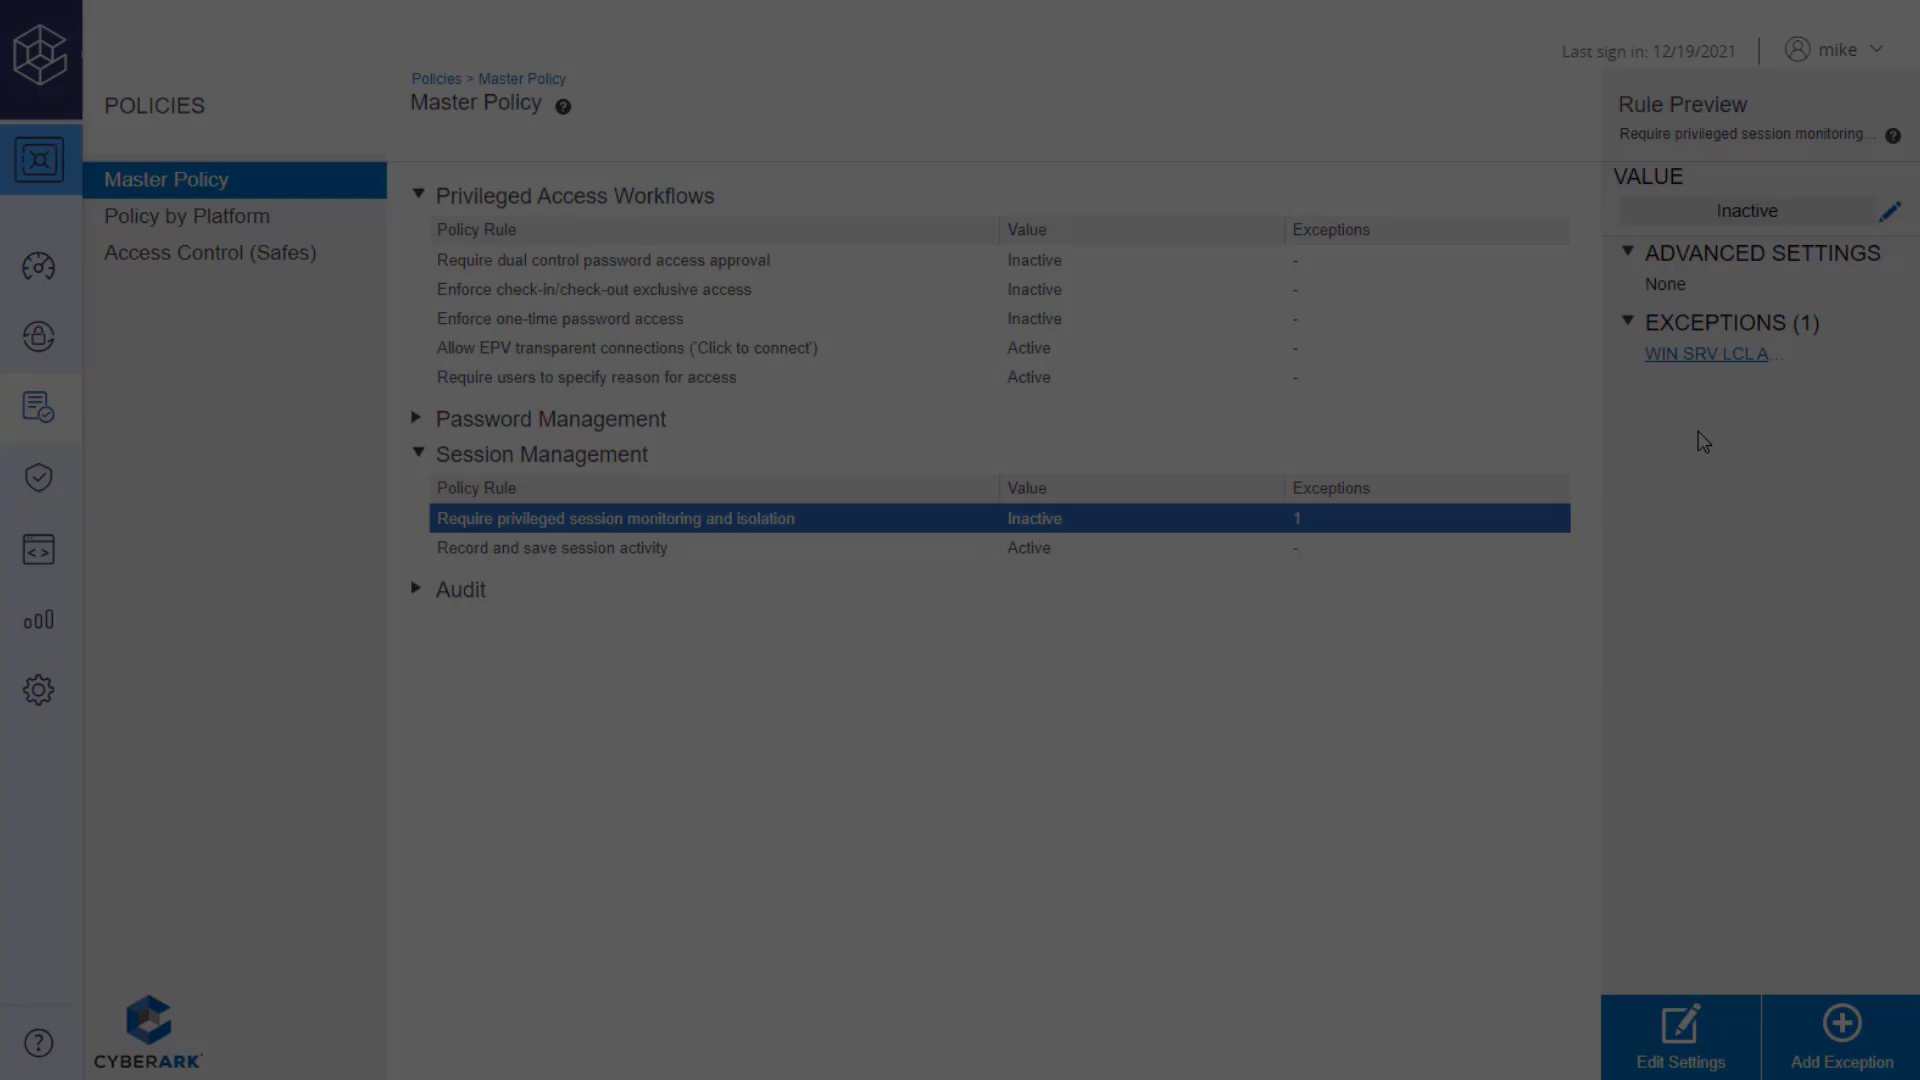 Last sign in: 12/19/2021
mike
POLICIES
Master Policy
Policy by Platform
Access Control (Safes)
Policies > Master Policy
Master Policy
Privileged Access Workflows
Policy Rule Value Exceptions
Require dual control password access approval Inactive -
Enforce check-in/check-out exclusive access Inactive -
Enforce one-time password access Inactive -
Allow EPV transparent connections ('Click to connect') Active -
Require users to specify reason for access Active -
Password Management
Session Management
Policy Rule Value Exceptions
Require privileged session monitoring and isolation Inactive 1
Record and save session activity Active -
Audit
Rule Preview
Require privileged session monitoring...
VALUE
Inactive
ADVANCED SETTINGS
None
EXCEPTIONS (1)
WIN SRV LCL A...
CYBERARK
Edit Settings
Add Exception